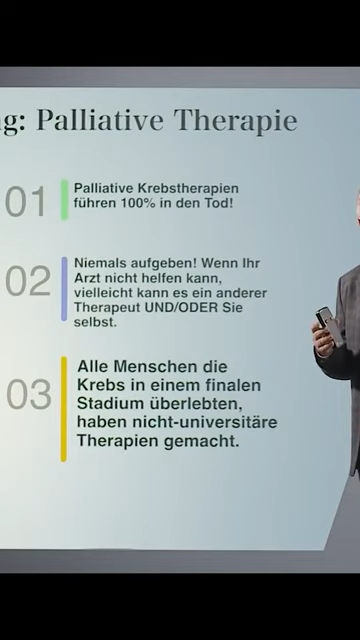 ng: Palliative Therapie
01
Palliative Krebstherapien
führen 100% in den Tod!
02
Niemals aufgeben! Wenn Ihr
Arzt nicht helfen kann,
vielleicht kann es ein anderer
Therapeut UND/ODER Sie
selbst.
03
Alle Menschen die
Krebs in einem finalen
Stadium überlebten,
haben nicht-universitäre
Therapien gemacht.